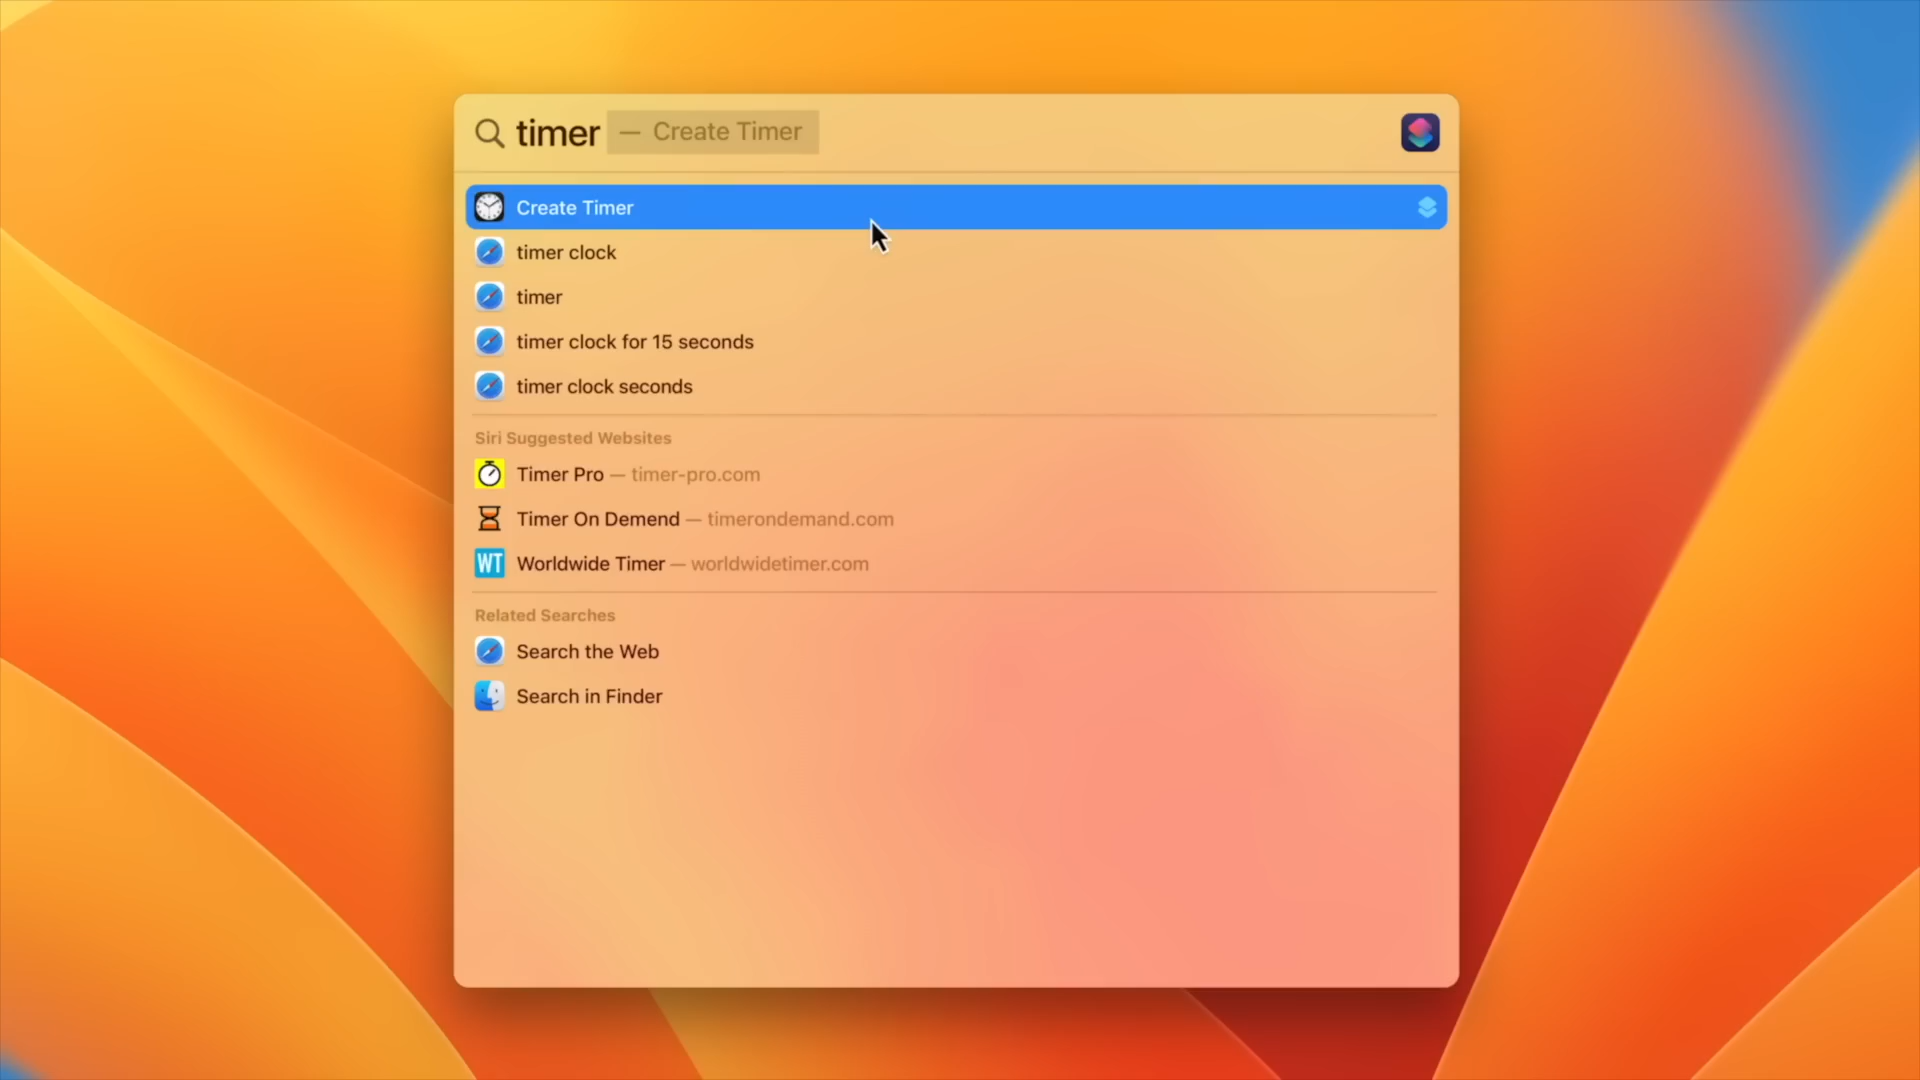 timer — Create Timer
Create Timer
timer clock
timer
timer clock for 15 seconds
timer clock seconds
Siri Suggested Websites
Timer Pro — timer-pro.com
Timer On Demand — timerondemand.com
WT Worldwide Timer — worldwidetimer.com
Related Searches
Search the Web
Search in Finder